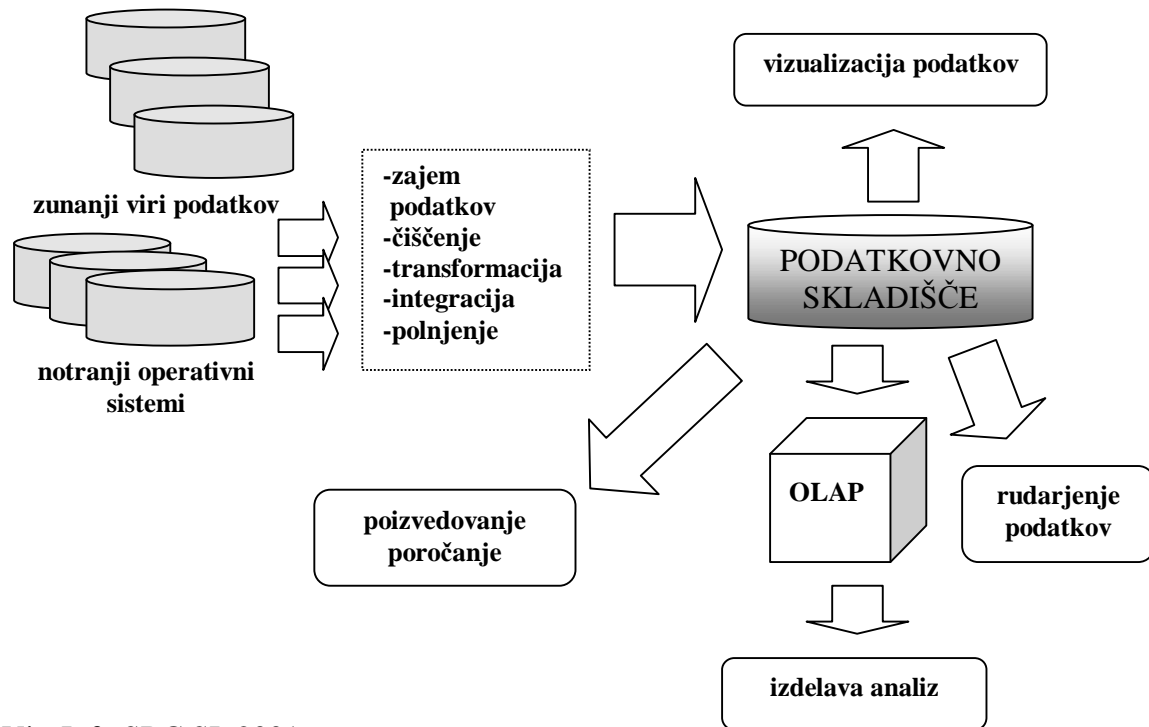 vizualizacija podatkov
zunanji viri podatkov
-zajem
podatkov
-čiščenje
-transformacija
-integracija
-polnjenje
PODATKOVNO
SKLADIŠČE
notranji operativni
sistemi
poizvedovanje
poročanje
OLAP
rudarjenje
podatkov
izdelava analiz